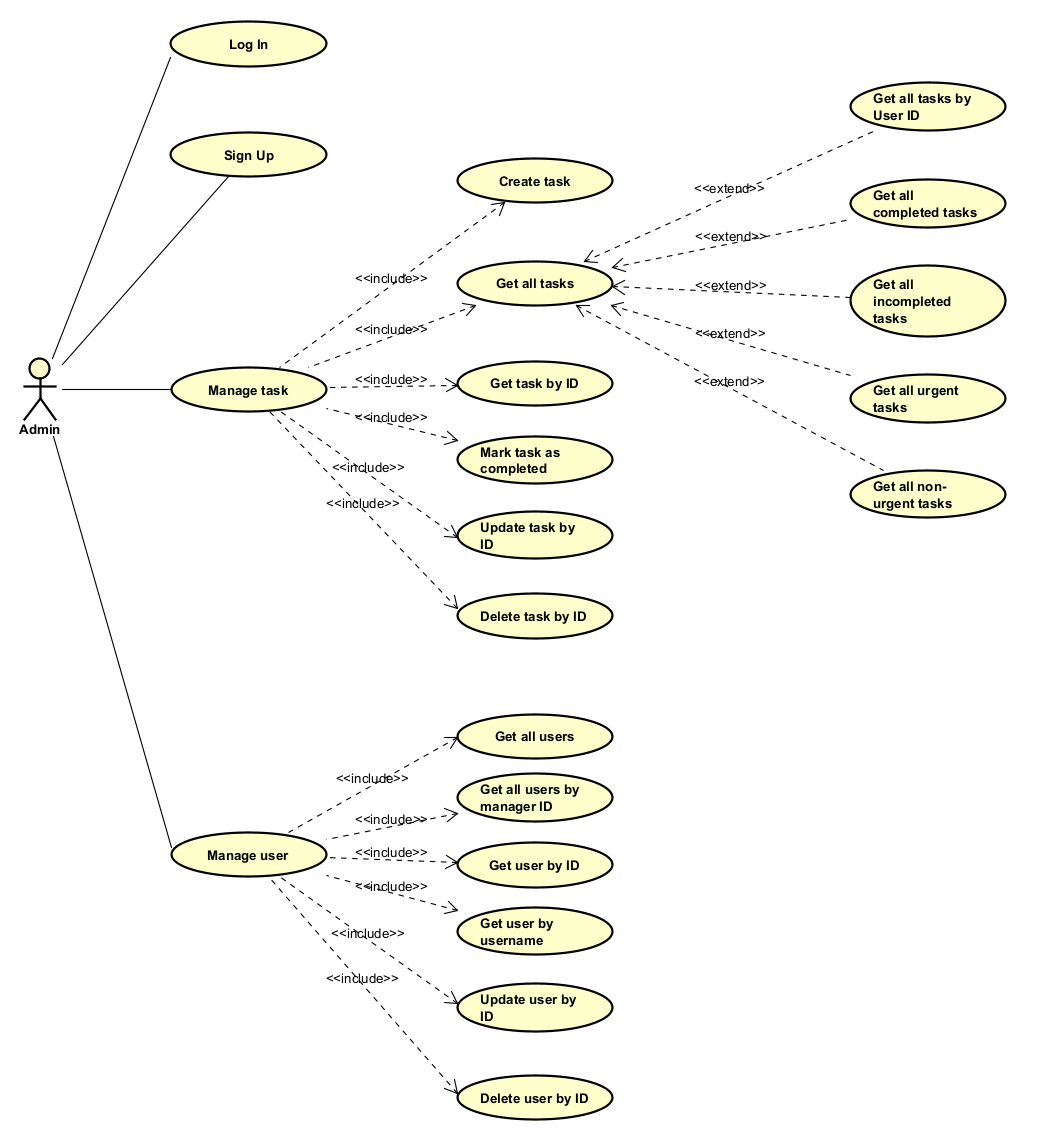 Log In
Sign Up
Admin
Manage task
<<include>>
<<include>>
<<include>>
<<include>>
<<include>>
<<include>>
Create task
Get all tasks
Get task by ID
Mark task as
completed
Update task by
ID
Delete task by ID
<<extend>>
<<extend>>
<<extend>>
<<extend>>
<<extend>>
Get all tasks by
User ID
Get all
completed tasks
Get all
incompleted
tasks
Get all urgent
tasks
Get all non-
urgent tasks
Manage user
<<include>>
<<include>>
<<include>>
<<include>>
<<include>>
<<include>>
Get all users
Get all users by
manager ID
Get user by ID
Get user by
username
Update user by
ID
Delete user by ID